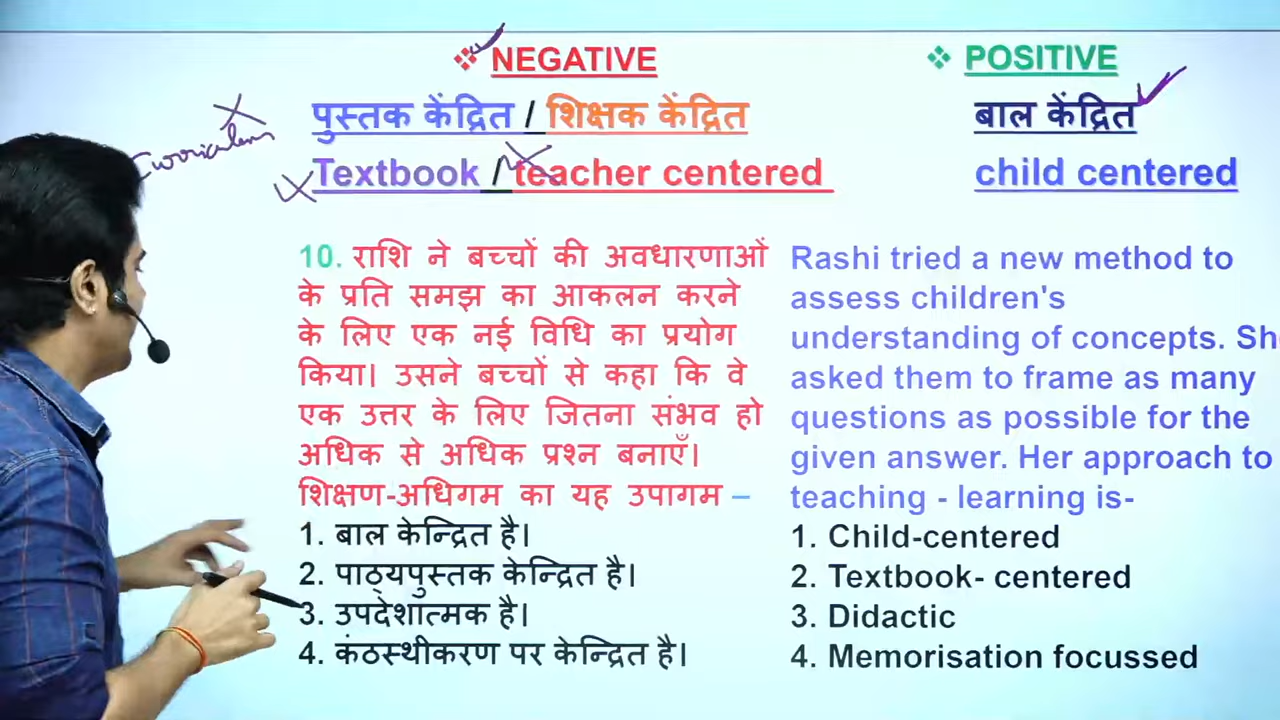 NEGATIVE
POSITIVE
पुस्तक केंद्रित / शिक्षक केंद्रित
बाल केंद्रित
Curriculum
Textbook / teacher centered
child centered
10. राशि ने बच्चों की अवधारणाओं
के प्रति समझ का आकलन करने
के लिए एक नई विधि का प्रयोग
किया। उसने बच्चों से कहा कि वे
एक उत्तर के लिए जितना संभव हो
अधिक से अधिक प्रश्न बनाएँ।
शिक्षण-अधिगम का यह उपागम –
1. बाल केन्द्रित है।
2. पाठ्यपुस्तक केन्द्रित है।
3. उपदेशात्मक है।
4. कंठस्थीकरण पर केन्द्रित है।
Rashi tried a new method to
assess children's
understanding of concepts. Sh
asked them to frame as many
questions as possible for the
given answer. Her approach to
teaching - learning is-
1. Child-centered
2. Textbook- centered
3. Didactic
4. Memorisation focussed